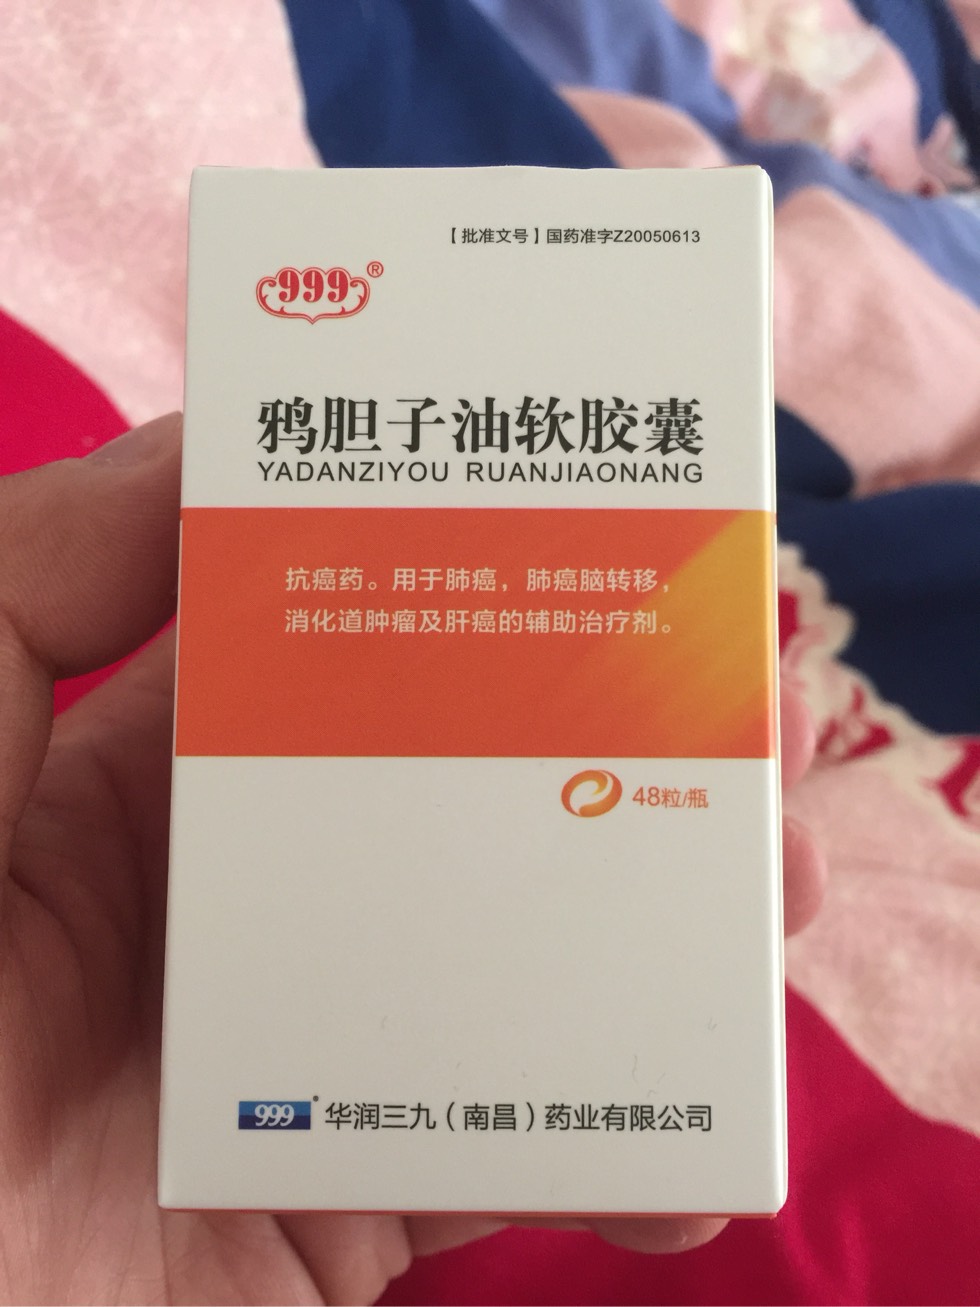 【批准文号】国药准字Z20050613
999®
鸦胆子油软胶囊
YADANZIYOU RUANJIAONANG
抗癌药。用于肺癌，肺癌脑转移，
消化道肿瘤及肝癌的辅助治疗剂。
48粒/瓶
999 华润三九（南昌）药业有限公司